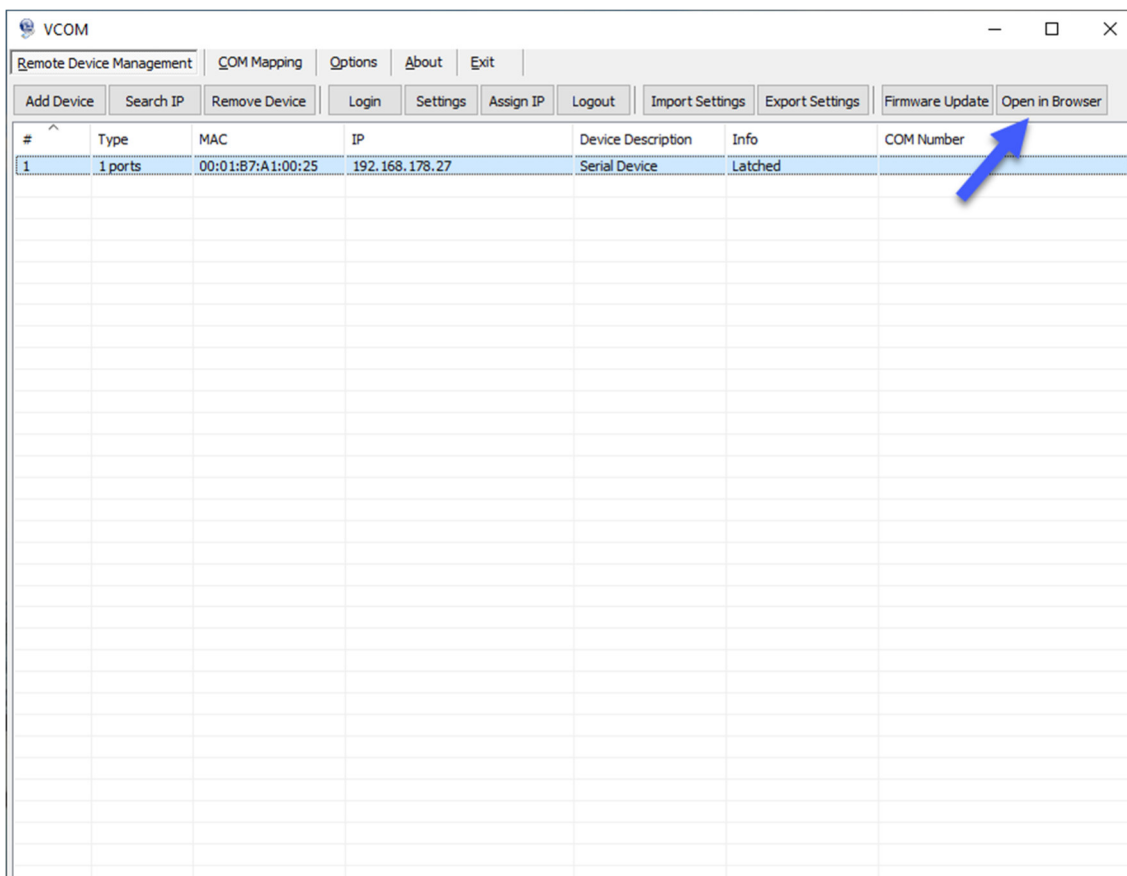 VCOM
Remote Device Management COM Mapping Options About Exit
Add Device Search IP Remove Device Login Settings Assign IP Logout Import Settings Export Settings Firmware Update Open in Browser
# Type MAC IP Device Description Info COM Number
1 1 ports 00:01:B7:A1:00:25 192.168.178.27 Serial Device Latched